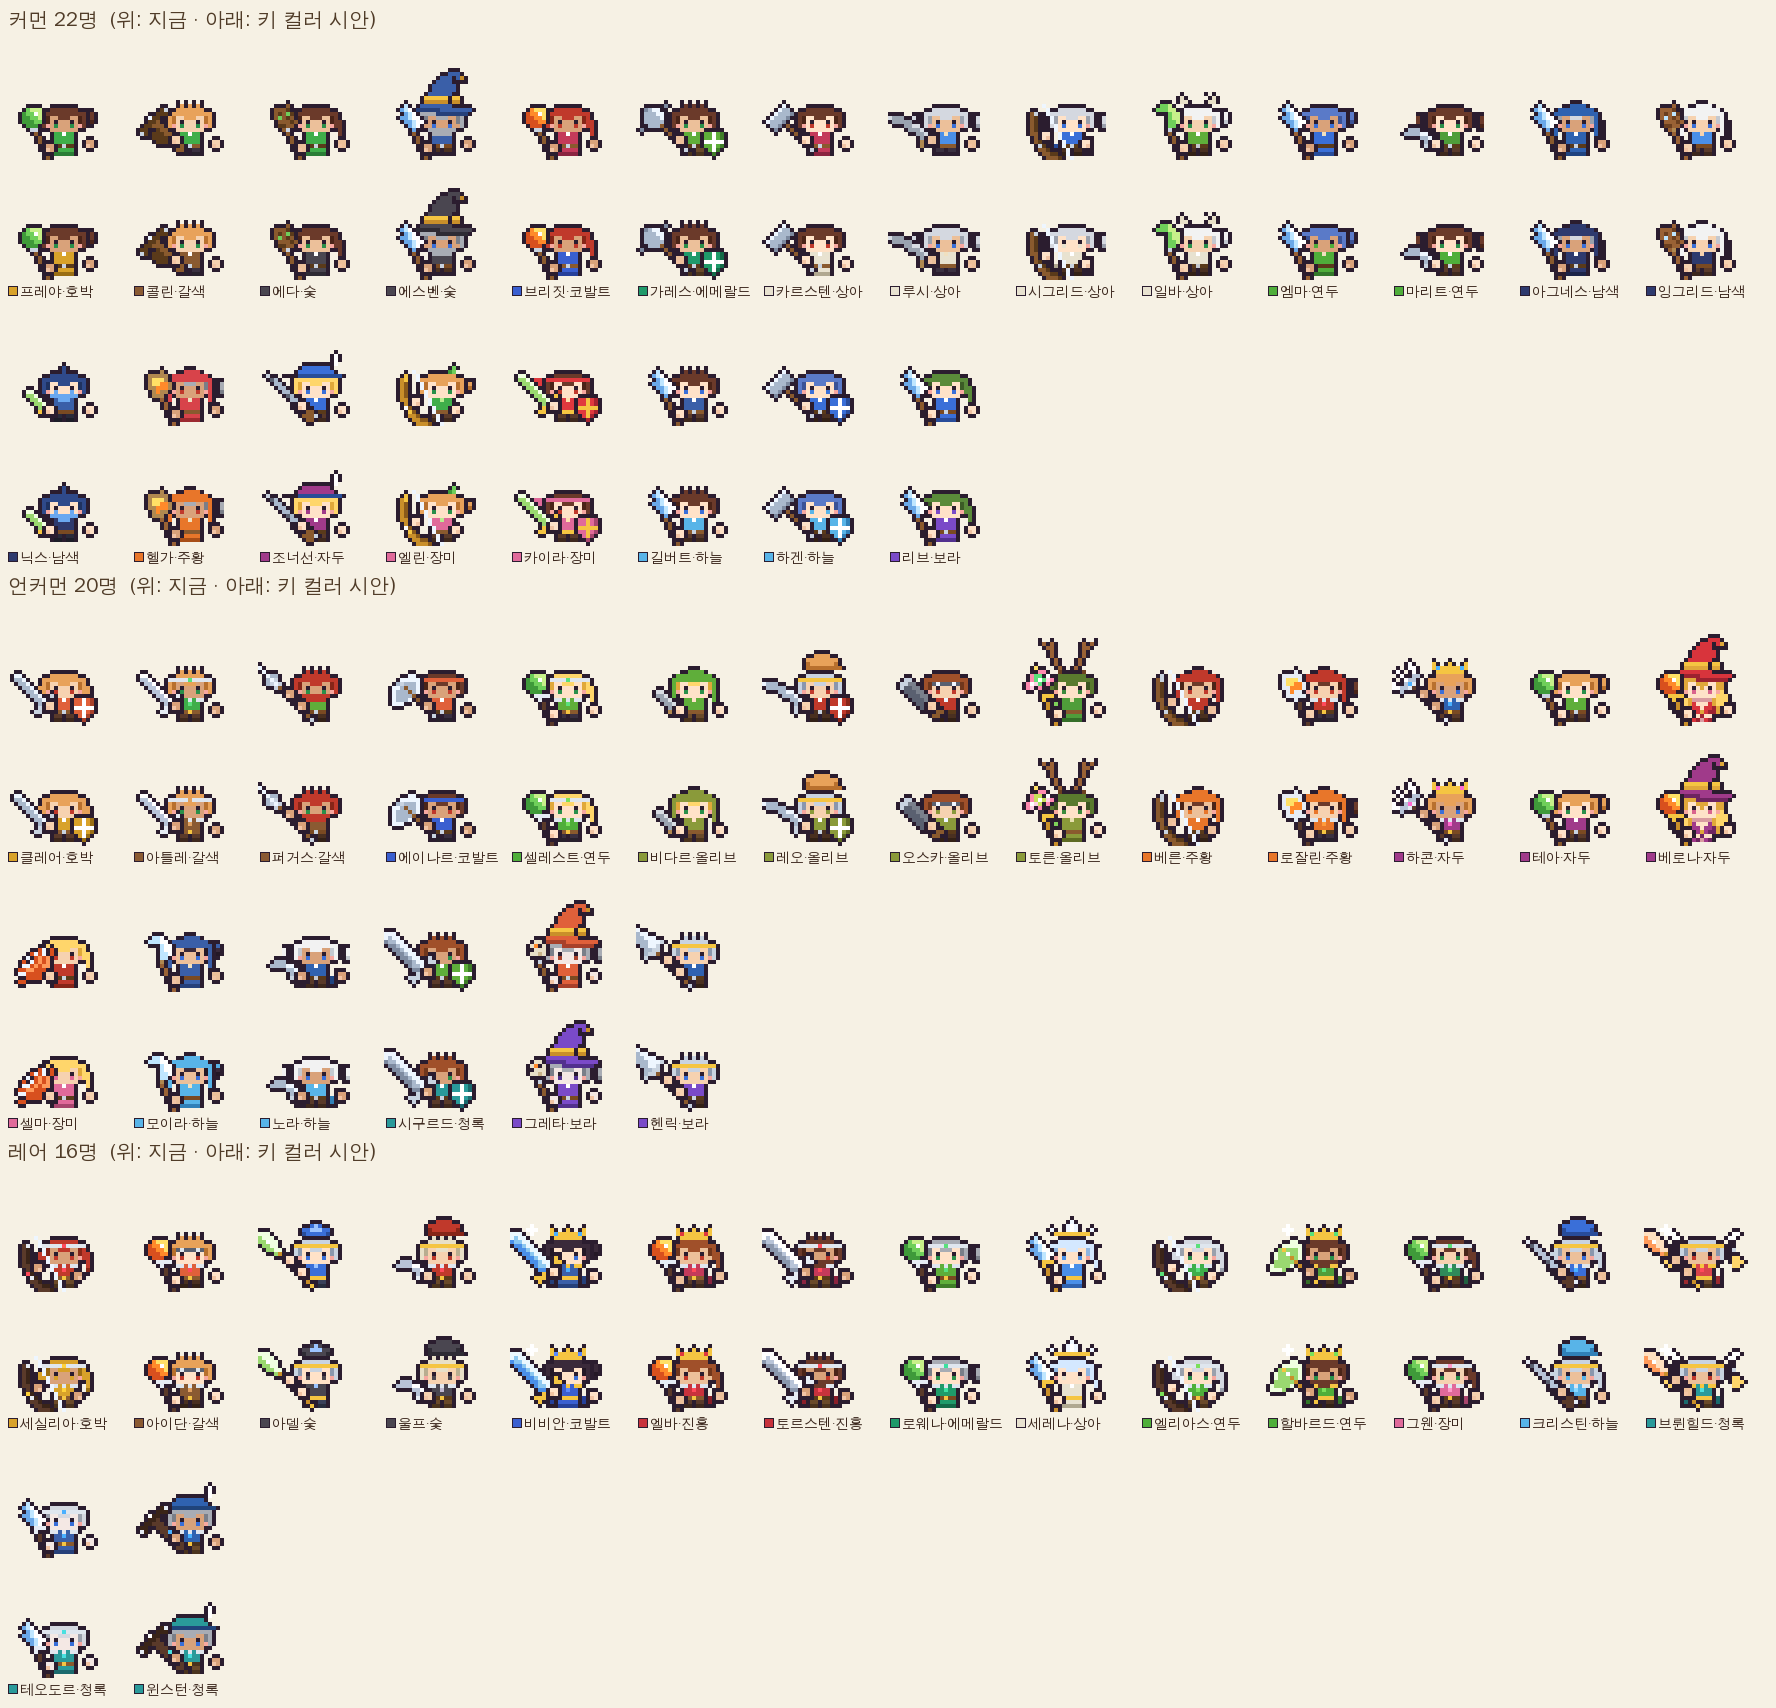 커먼 22명 (위: 지금 · 아래: 키 컬러 시안)
프레야·호박 콜린·갈색 에다·숯 에스벤·숯 브리짓·코발트 가레스·에메랄드 카르스텐·상아 루시·상아 시그리드·상아 일바·상아 엠마·연두 마리트·연두 아그네스·남색 잉그리드·남색
닉스·남색 헬가·주황 조너선·자두 엘린·장미 카이라·장미 길버트·하늘 하겐·하늘 리브·보라
언커먼 20명 (위: 지금 · 아래: 키 컬러 시안)
클레어·호박 아틀레·갈색 퍼거스·갈색 에이나르·코발트 셀레스트·연두 비다르·올리브 레오·올리브 오스카·올리브 토른·올리브 베른·주황 로잘린·주황 하콘·자두 테아·자두 베로나·자두
셀마·장미 모이라·하늘 노라·하늘 시구르드·청록 그레타·보라 헨릭·보라
레어 16명 (위: 지금 · 아래: 키 컬러 시안)
세실리아·호박 아이단·갈색 아델·숯 울프·숯 비비안·코발트 엘바·진홍 토르스텐·진홍 로웨나·에메랄드 세레나·상아 엘리아스·연두 할바르드·연두 그웬·장미 크리스틴·하늘 브륀힐드·청록
테오도르·청록 윈스턴·청록